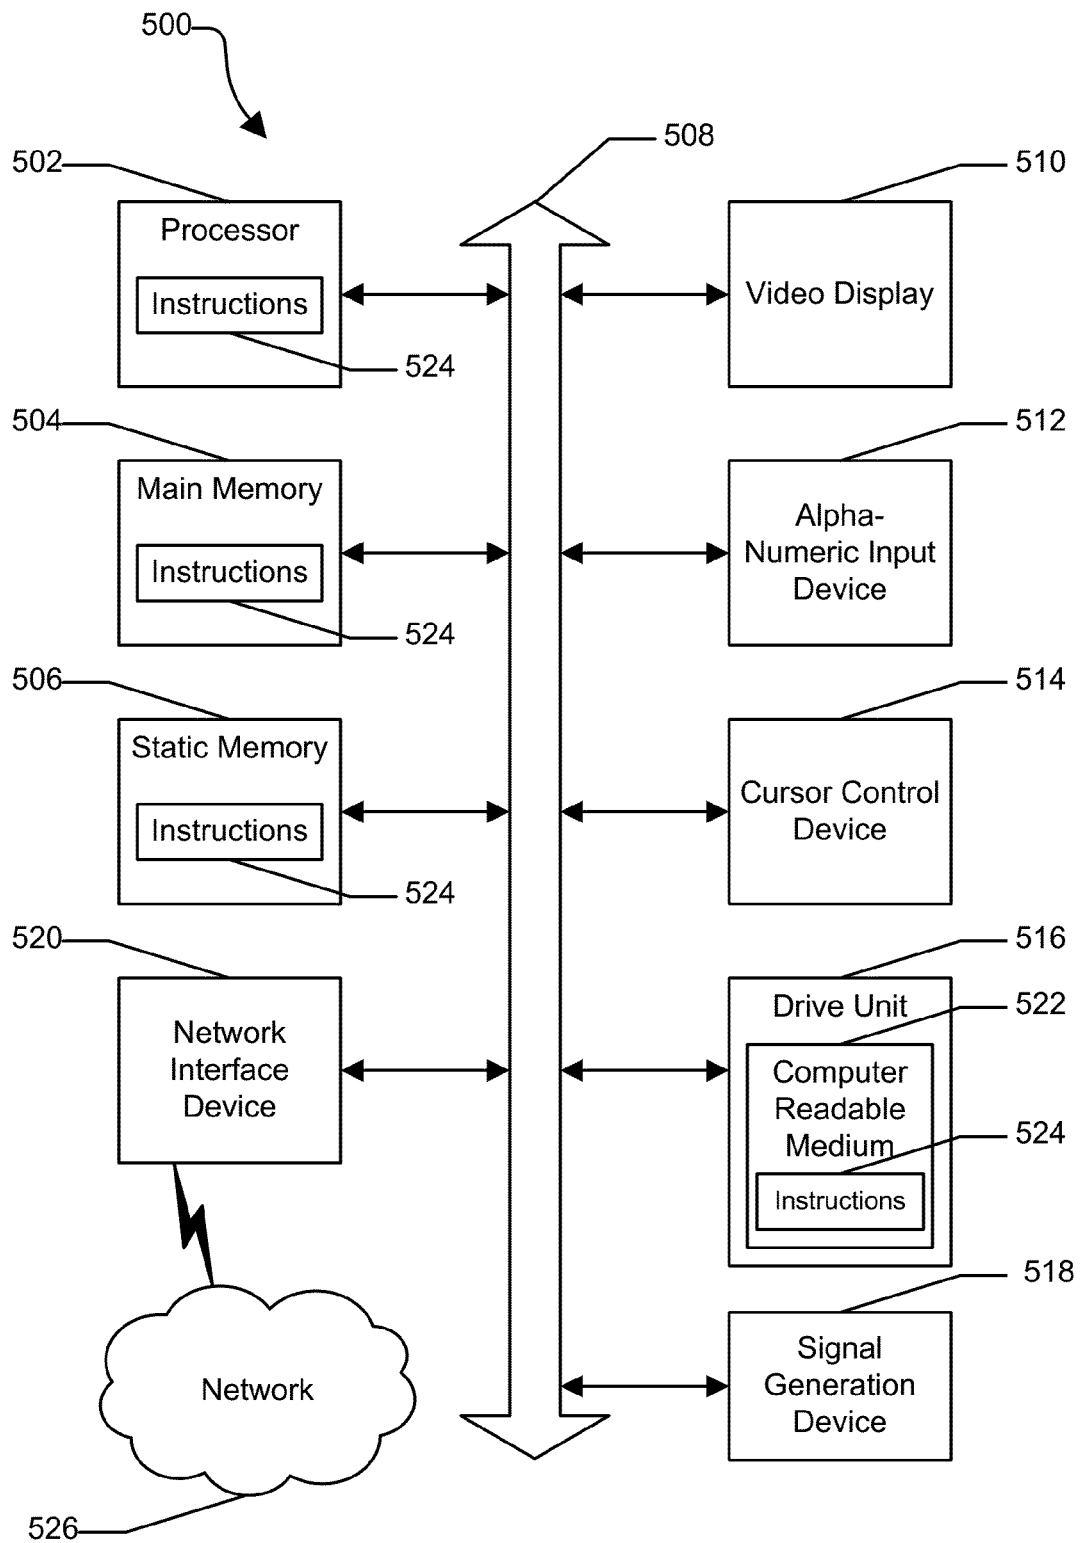 500
508
502
510
Processor
Instructions
524
Video Display
504
512
Main Memory
Instructions
524
Alpha-
Numeric Input
Device
506
514
Static Memory
Instructions
524
Cursor Control
Device
520
516
Network
Interface
Device
Drive Unit
522
Computer
Readable
Medium
524
Instructions
518
Signal
Generation
Device
Network
526